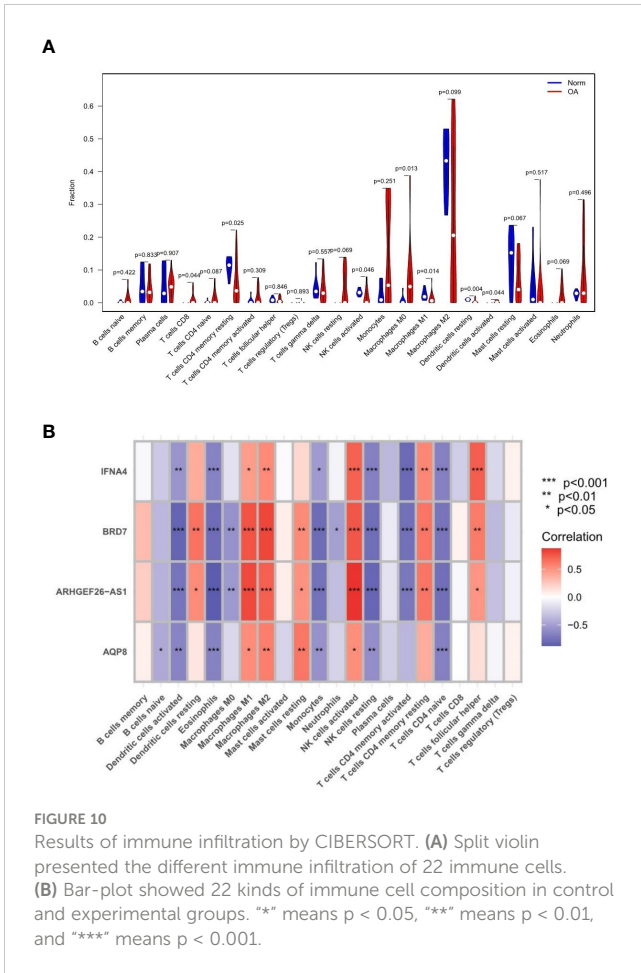 A
Norm
OA
Fraction
0.6
0.5
0.4
0.3
0.2
0.1
0.0
p=0.422
p=0.833
p=0.907
p=0.044
p=0.087
p=0.025
p=0.309
p=0.846
p=0.893
p=0.557
p=0.069
p=0.046
p=0.251
p=0.013
p=0.014
p=0.099
p=0.004
p=0.044
p=0.067
p=0.517
p=0.069
p=0.496
B cells naive
B cells memory
Plasma cells
T cells CD8
T cells CD4 naive
T cells CD4 memory resting
T cells CD4 memory activated
T cells follicular helper
T cells regulatory (Tregs)
T cells gamma delta
NK cells resting
NK cells activated
Monocytes
Macrophages M0
Macrophages M1
Macrophages M2
Dendritic cells resting
Dendritic cells activated
Mast cells resting
Mast cells activated
Eosinophils
Neutrophils
B
IFNA4 ** *** * ** * *** *** *** ** *** ***
BRD7 *** ** *** ** *** *** ** *** * *** *** *** ** *** **
ARHGEF26-AS1 *** * *** ** *** *** * *** *** *** *** ** *** *
AQP8 * ** *** * ** ** ** * ** ***
*** p<0.001
** p<0.01
* p<0.05
Correlation
0.5
0.0
−0.5
B cells memory
B cells naive
Dendritic cells activated
Dendritic cells resting
Eosinophils
Macrophages M0
Macrophages M1
Macrophages M2
Mast cells activated
Mast cells resting
Monocytes
Neutrophils
NK cells activated
NK cells resting
Plasma cells
T cells CD4 memory activated
T cells CD4 memory resting
T cells CD4 naive
T cells CD8
T cells follicular helper
T cells gamma delta
T cells regulatory (Tregs)
FIGURE 10
Results of immune infiltration by CIBERSORT. (A) Split violin
presented the different immune infiltration of 22 immune cells.
(B) Bar-plot showed 22 kinds of immune cell composition in control
and experimental groups. “*” means p < 0.05, “**” means p < 0.01,
and “***” means p < 0.001.